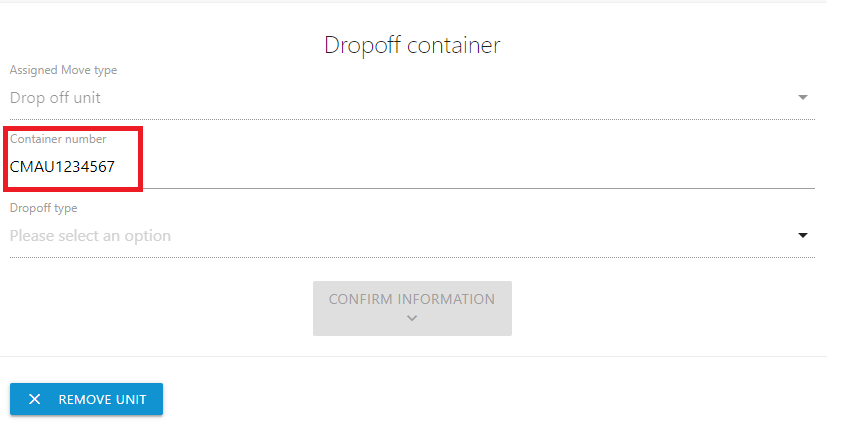 Dropoff container
Assigned Move type
Drop off unit
Container number
CMAU1234567
Dropoff type
Please select an option
CONFIRM INFORMATION
REMOVE UNIT